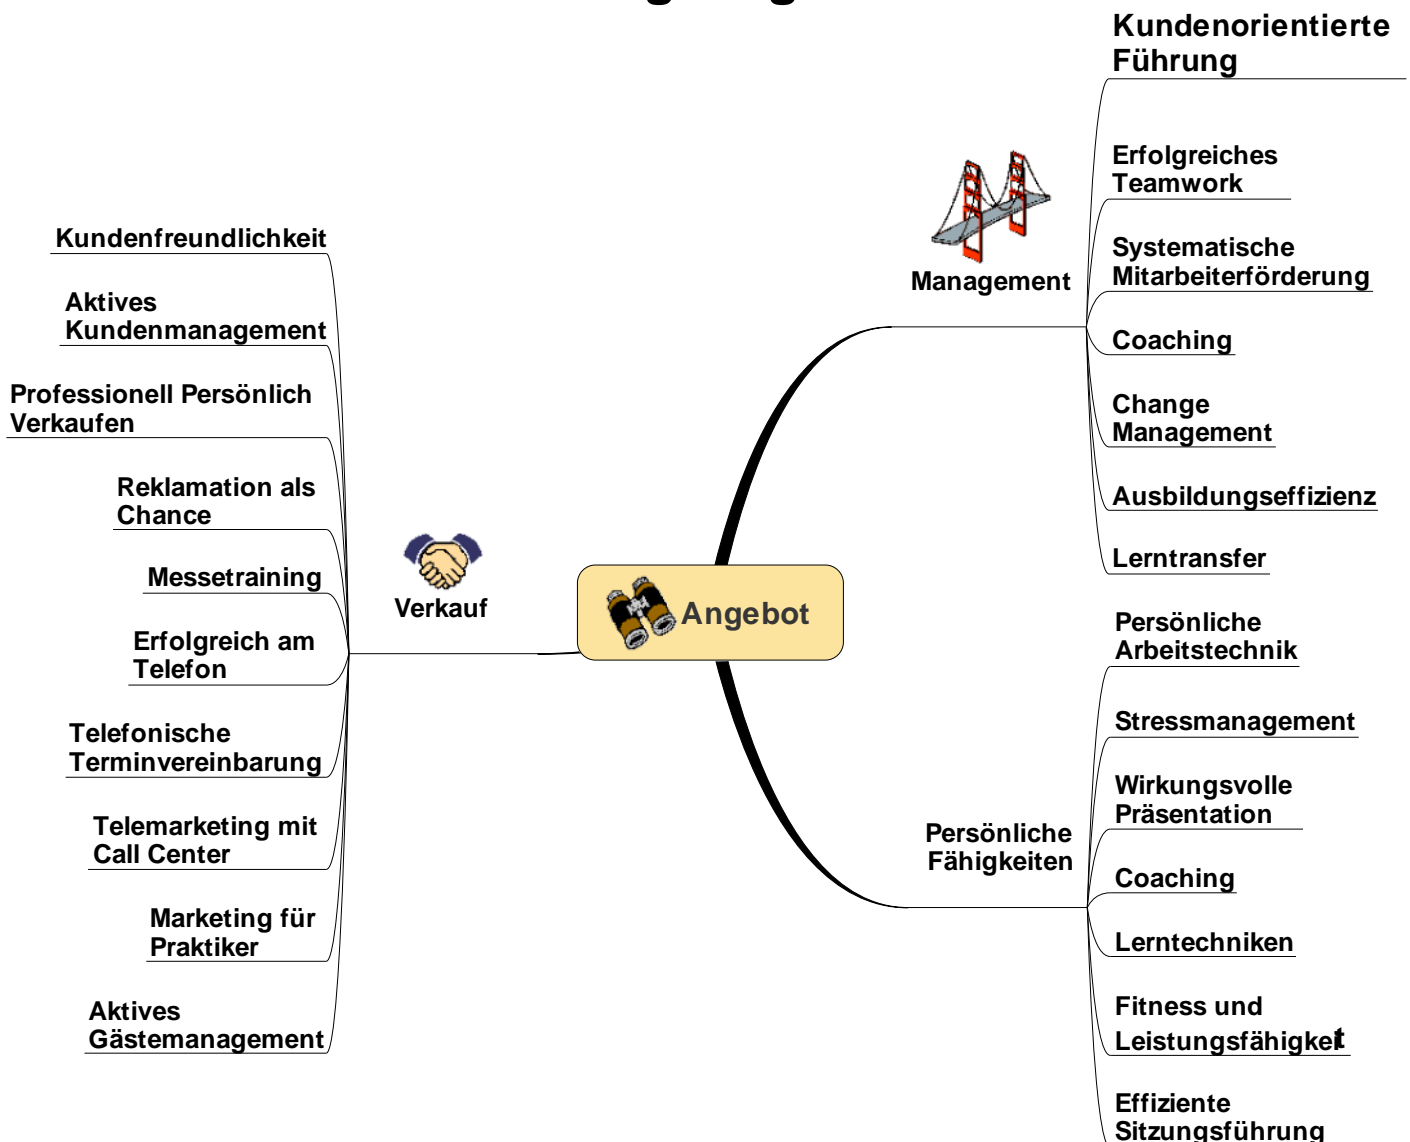 Kundenorientierte
Führung
Erfolgreiches
Teamwork
Systematische
Mitarbeiterförderung
Coaching
Change
Management
Ausbildungseffizienz
Lerntransfer
Management
Kundenfreundlichkeit
Aktives
Kundenmanagement
Professionell Persönlich
Verkaufen
Reklamation als
Chance
Messetraining
Erfolgreich am
Telefon
Telefonische
Terminvereinbarung
Telemarketing mit
Call Center
Marketing für
Praktiker
Aktives
Gästemanagement
Verkauf
Angebot
Persönliche
Fähigkeiten
Persönliche
Arbeitstechnik
Stressmanagement
Wirkungsvolle
Präsentation
Coaching
Lerntechniken
Fitness und
Leistungsfähigkeit
Effiziente
Sitzungsführung